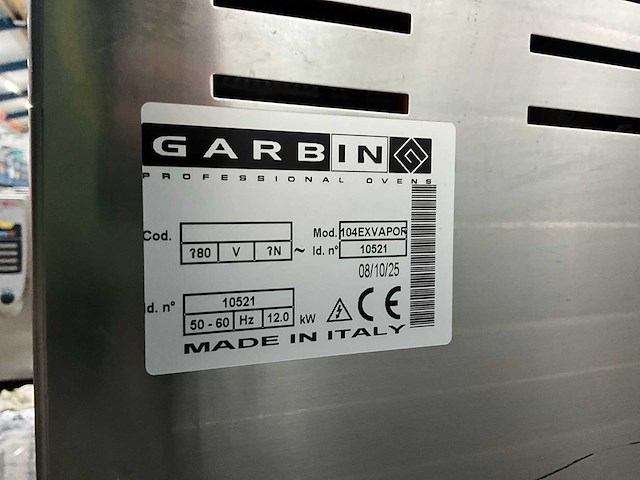 GARBIN
PROFESSIONAL OVENS
Cod.
?80 V ?N ~
Mod. 104EXVAPOR
Id. n° 10521
08/10/25
Id. n° 10521
50 - 60 Hz 12.0 kW
CE
MADE IN ITALY